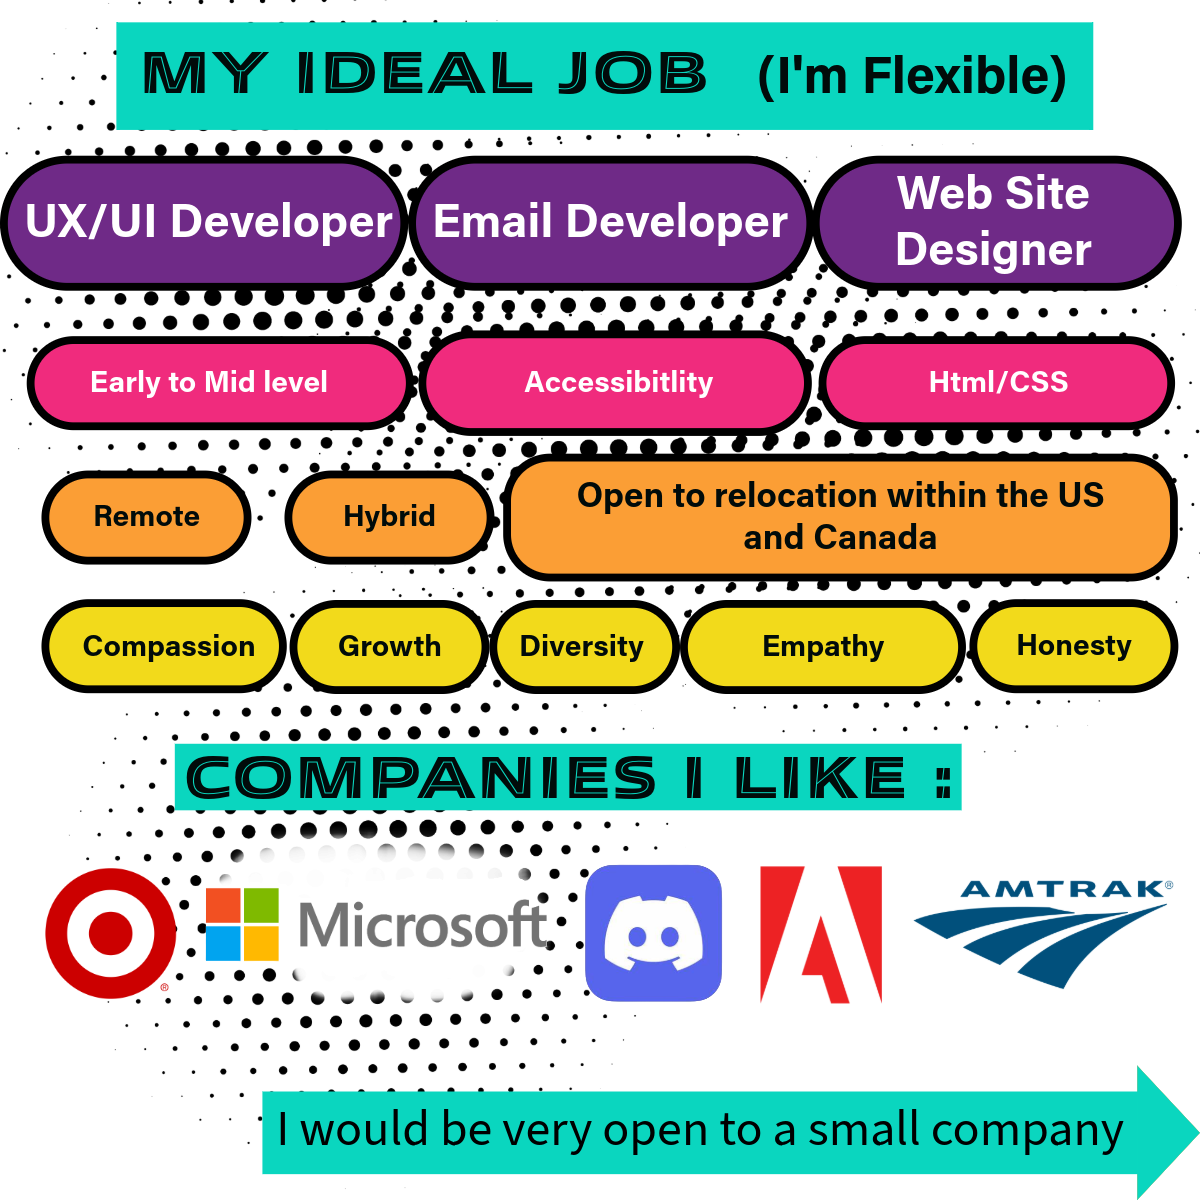 MY IDEAL JOB (I'm Flexible)
UX/UI Developer
Email Developer
Web Site
Designer
Early to Mid level
Accessibitlity
Html/CSS
Remote
Hybrid
Open to relocation within the US
and Canada
Compassion
Growth
Diversity
Empathy
Honesty
COMPANIES I LIKE :
®
Microsoft
AMTRAK®
I would be very open to a small company